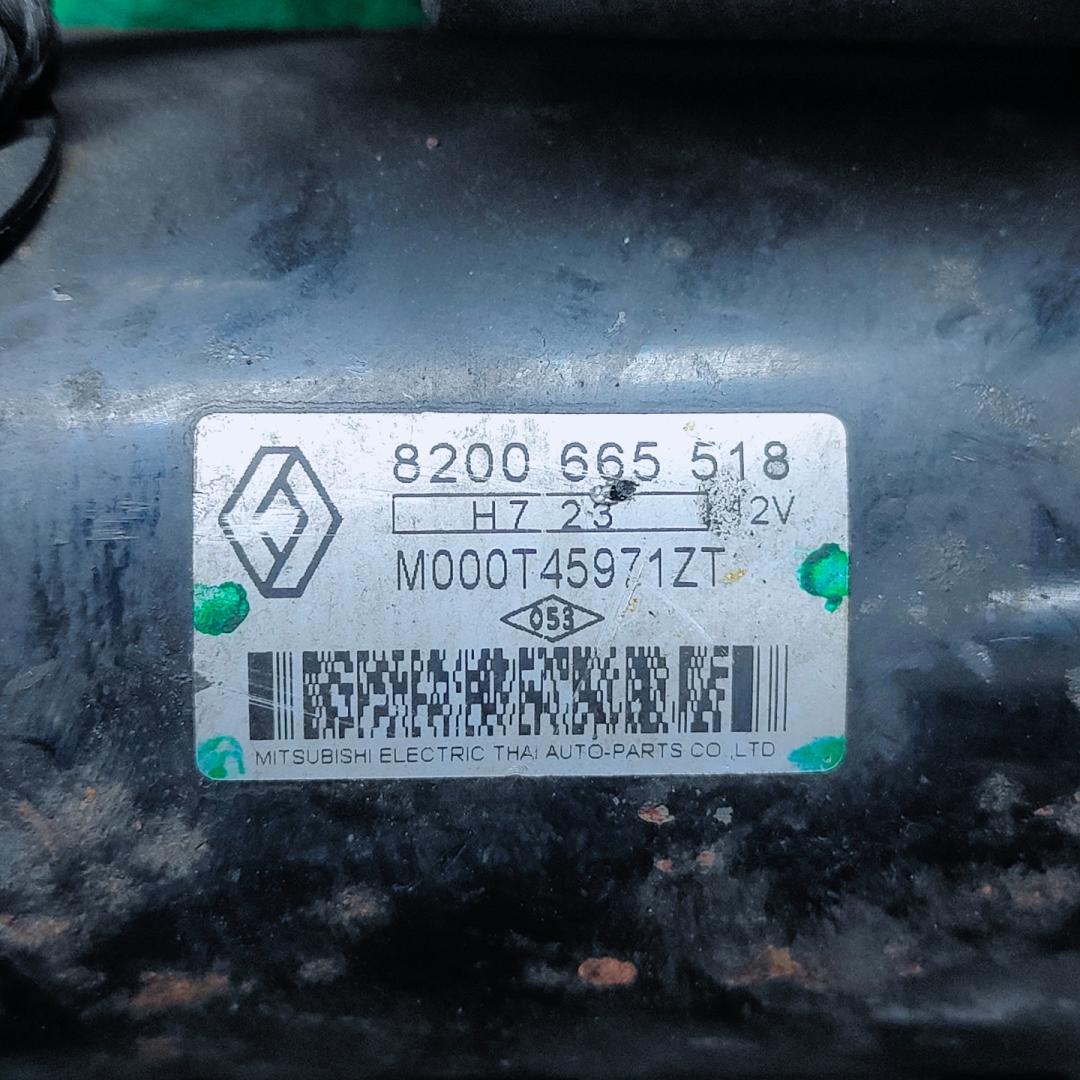 8200 665 518
H7 23 12V
M000T45971ZT
053
MITSUBISHI ELECTRIC THAI AUTO-PARTS CO.,LTD